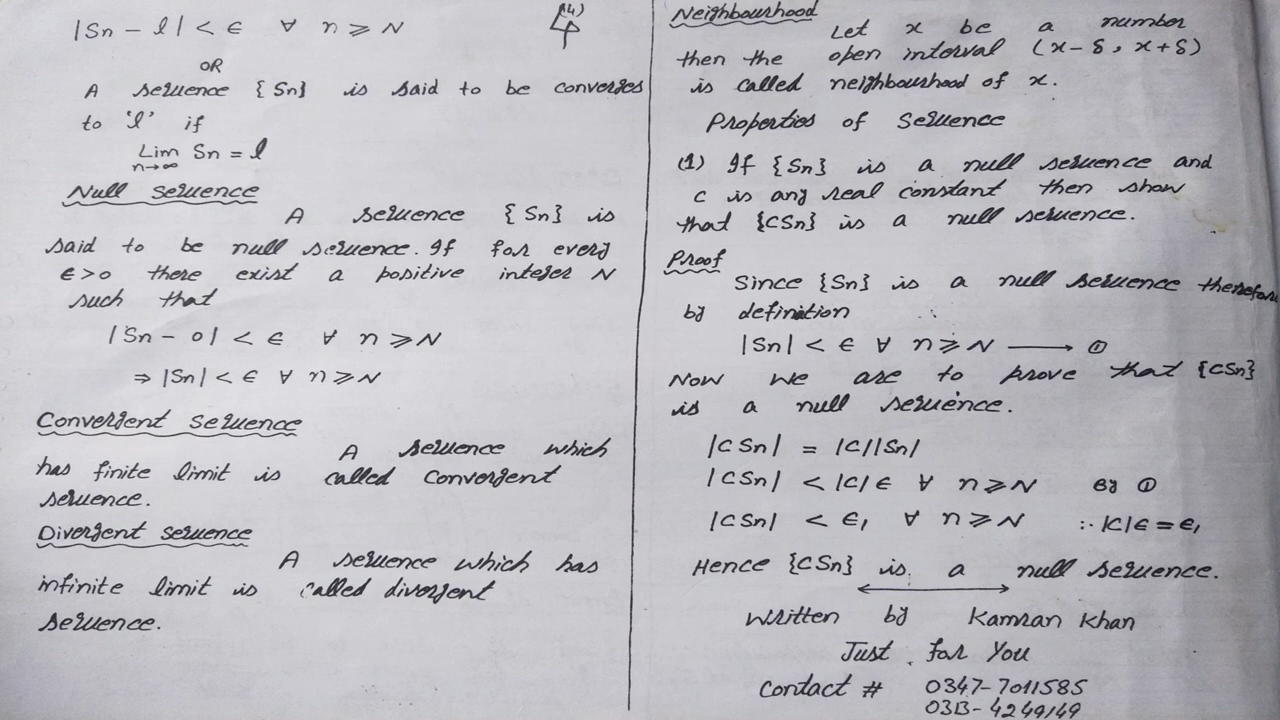 |Sn - l| < ϵ ∀ n ⩾ N
OR
A sequence {Sn} is said to be converges
to 'l' if
Lim Sn = l
n→∞
Null sequence
A sequence {Sn} is
said to be null sequence. If for every
ϵ>0 there exist a positive integer N
such that
|Sn - 0| < ϵ ∀ n ⩾ N
⇒ |Sn| < ϵ ∀ n ⩾ N
Convergent sequence
A sequence which
has finite limit is called convergent
sequence.
Divergent sequence
A sequence which has
infinite limit is called divergent
sequence.
(4)
Neighbourhood
Let x be a number
then the open interval (x-δ, x+δ)
is called neighbourhood of x.
Properties of sequence
(1) If {Sn} is a null sequence and
c is any real constant then show
that {CSn} is a null sequence.
Proof
Since {Sn} is a null sequence therefore
by definition
|Sn| < ϵ ∀ n ⩾ N ⟶ ①
Now we are to prove that {CSn}
is a null sequence.
|CSn| = |C||Sn|
|CSn| < |C|ϵ ∀ n ⩾ N By ①
|CSn| < ϵ₁ ∀ n ⩾ N ∵ |C|ϵ = ϵ₁
Hence {CSn} is a null sequence.
Written by Kamran Khan
Just for You
Contact # 0347-7011585
0313-4249149